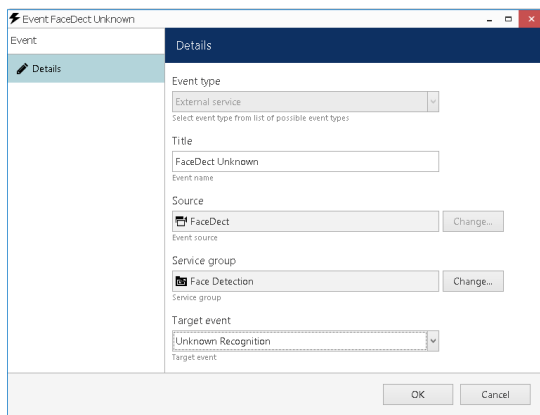 Event FaceDect Unknown
Event
Details
Details
Event type
External service
Select event type from list of possible event types
Title
FaceDect Unknown
Event name
Source
FaceDect
Change...
Event source
Service group
Face Detection
Change...
Service group
Target event
Unknown Recognition
Target event
OK
Cancel